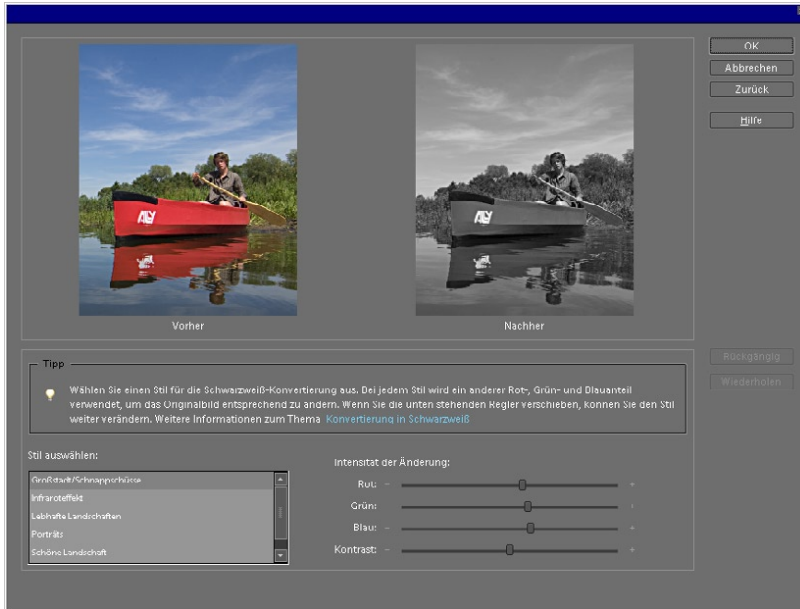 OK
Abbrechen
Zurück
Hilfe
Vorher
Nachher
Rückgängig
Wiederholen
Tipp
Wählen Sie einen Stil für die Schwarzweiß-Konvertierung aus. Bei jedem Stil wird ein anderer Rot-, Grün- und Blauanteil
verwendet, um das Originalbild entsprechend zu ändern. Wenn Sie die unten stehenden Regler verschieben, können Sie den Stil
weiter verändern. Weitere Informationen zum Thema Konvertierung in Schwarzweiß
Stil auswählen:
Großstadt/Schnappschüsse
Infraroteffekt
Lebhafte Landschaften
Porträts
Schöne Landschaft
Intensität der Änderung:
Rot:
Grün:
Blau:
Kontrast: